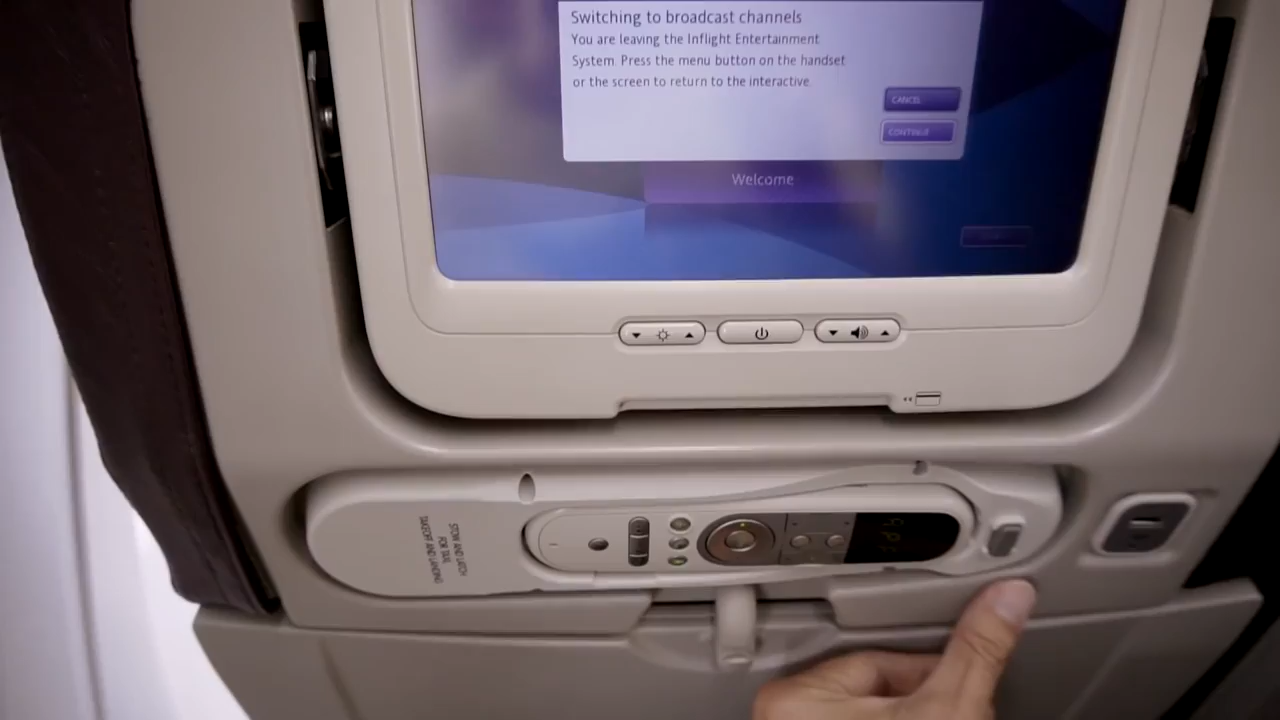 Switching to broadcast channels
You are leaving the Inflight Entertainment
System. Press the menu button on the handset
or the screen to return to the interactive.
CANCEL
CONTINUE
Welcome
STOW AND LATCH
FOR TAXI,
TAKEOFF AND LANDING